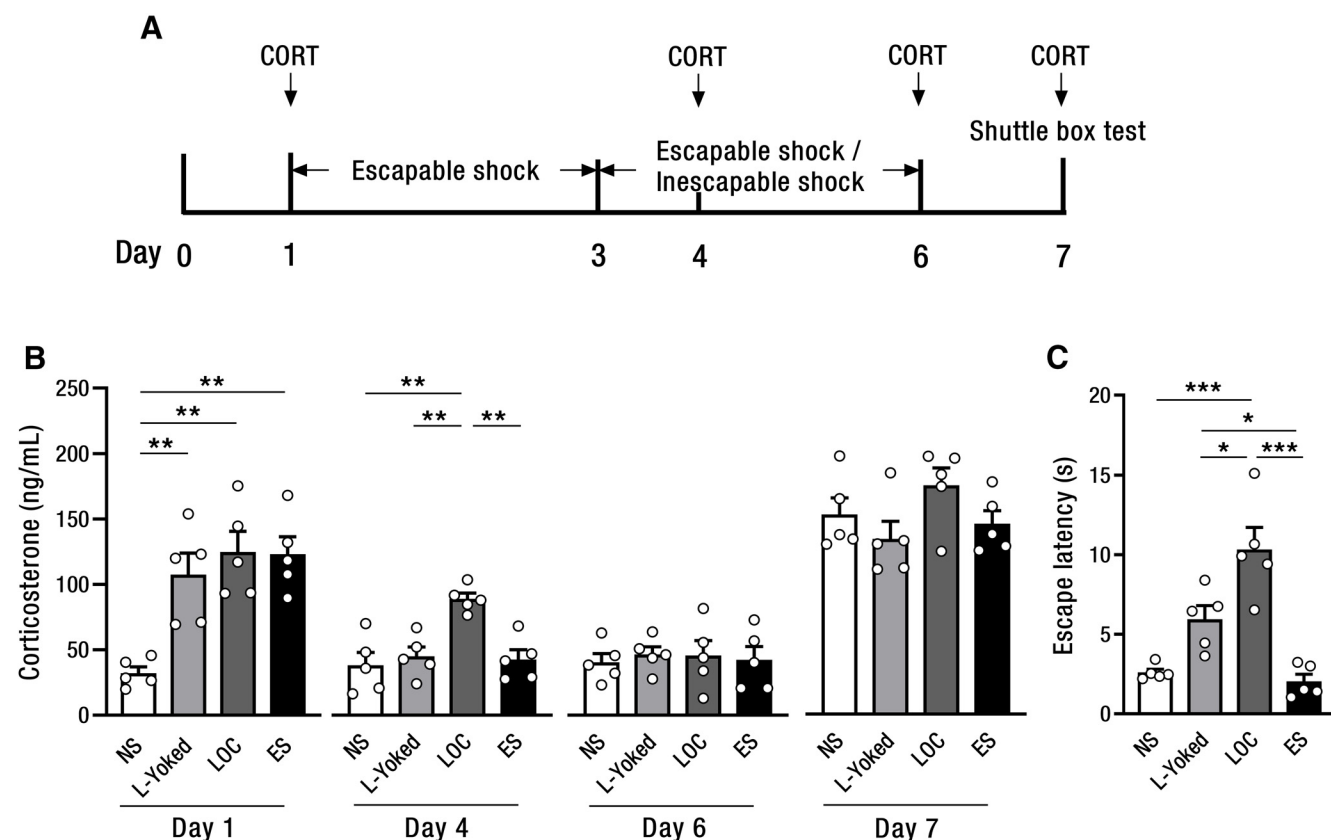 A
CORT CORT CORT CORT
Shuttle box test
Escapable shock
Escapable shock /
Inescapable shock
Day 0 1 3 4 6 7
B
Corticosterone (ng/mL)
250
200
150
100
50
0
** ** **
** ** **
NS L-Yoked LOC ES
NS L-Yoked LOC ES
NS L-Yoked LOC ES
NS L-Yoked LOC ES
Day 1 Day 4 Day 6 Day 7
C
Escape latency (s)
20
15
10
5
0
***
*
* ***
NS L-Yoked LOC ES